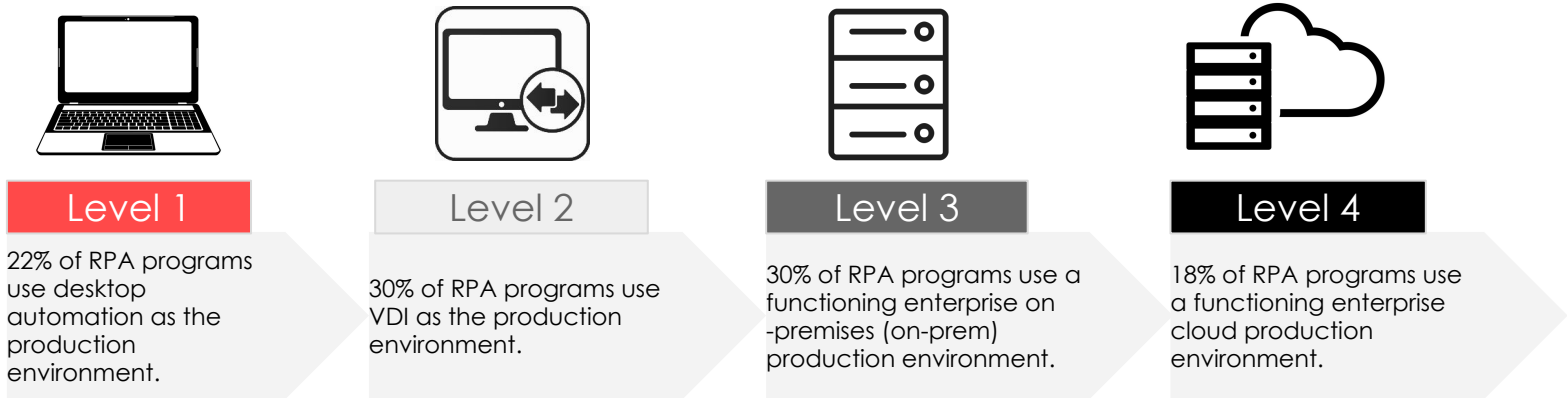 Level 1
22% of RPA programs
use desktop
automation as the
production
environment.
Level 2
30% of RPA programs use
VDI as the production
environment.
Level 3
30% of RPA programs use a
functioning enterprise on
-premises (on-prem)
production environment.
Level 4
18% of RPA programs use
a functioning enterprise
cloud production
environment.